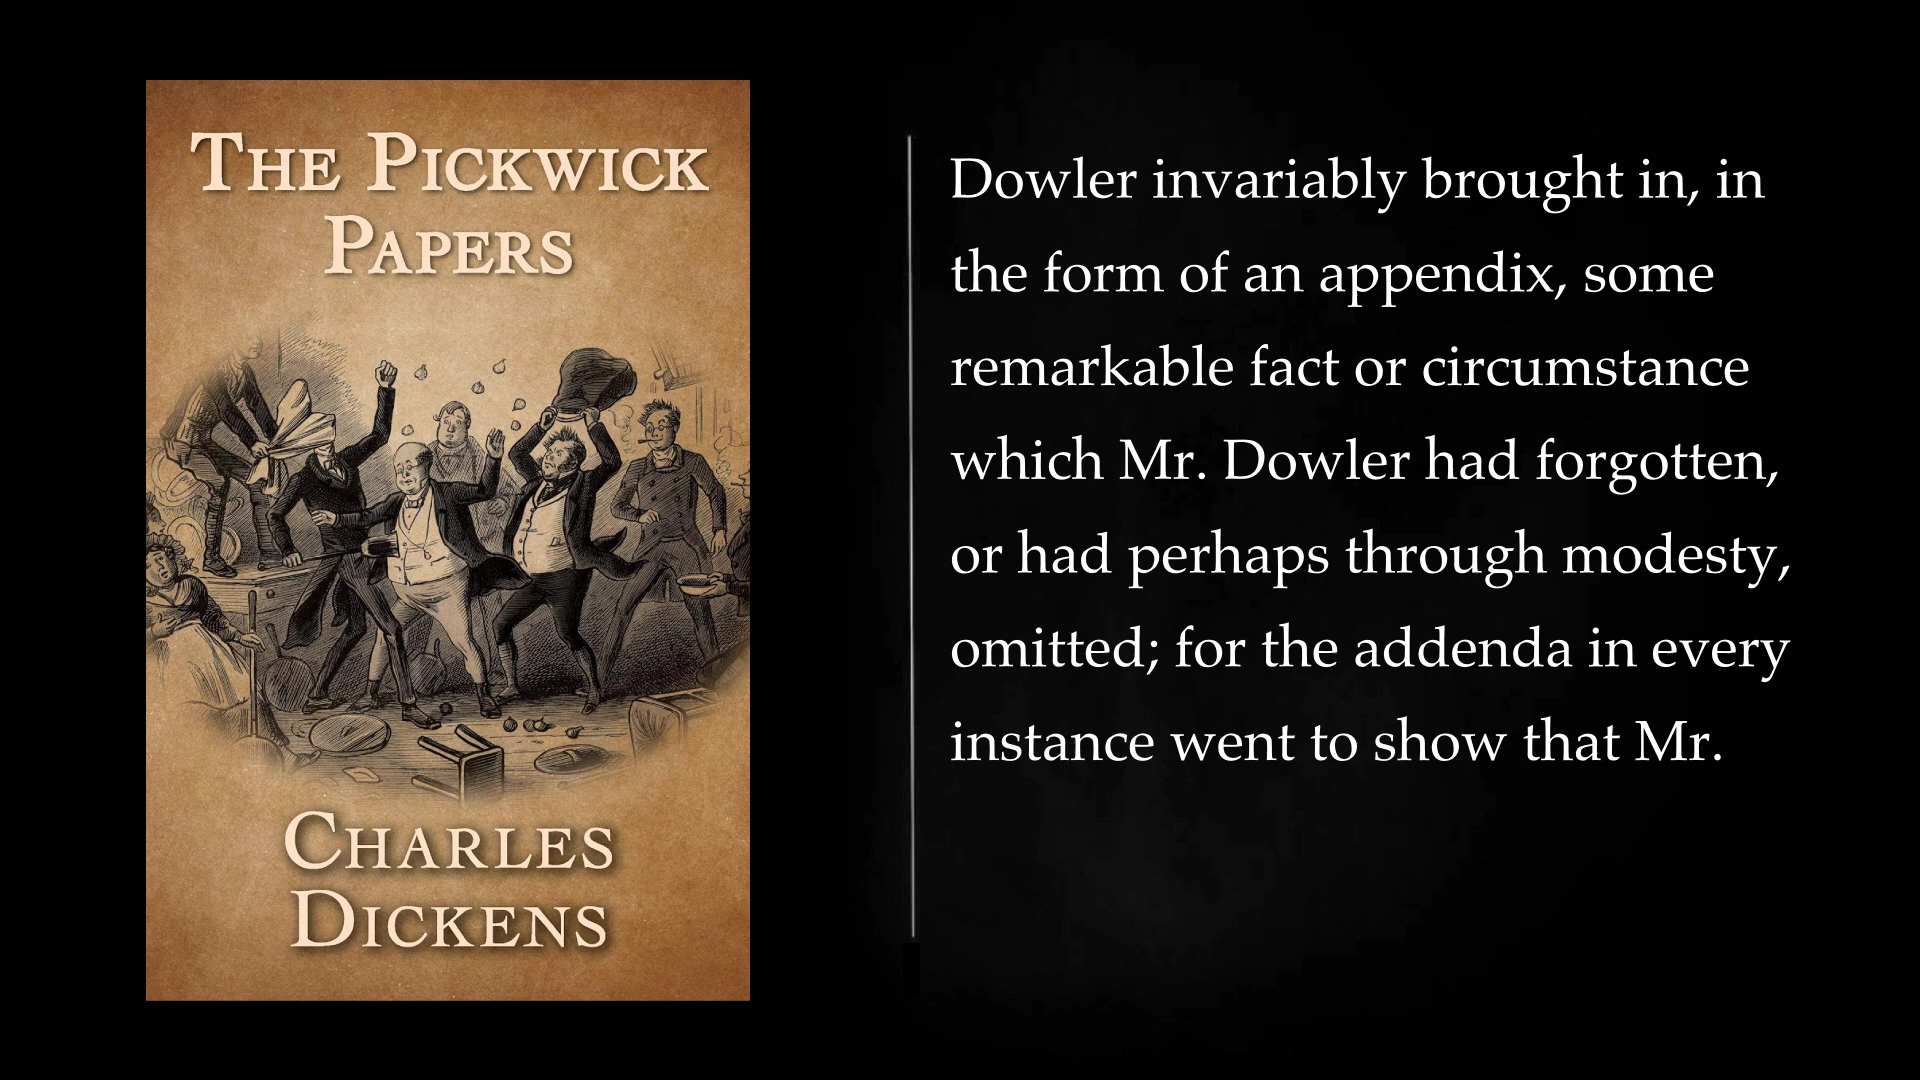 The Pickwick
Papers
Charles
Dickens
Dowler invariably brought in, in
the form of an appendix, some
remarkable fact or circumstance
which Mr. Dowler had forgotten,
or had perhaps through modesty,
omitted; for the addenda in every
instance went to show that Mr.